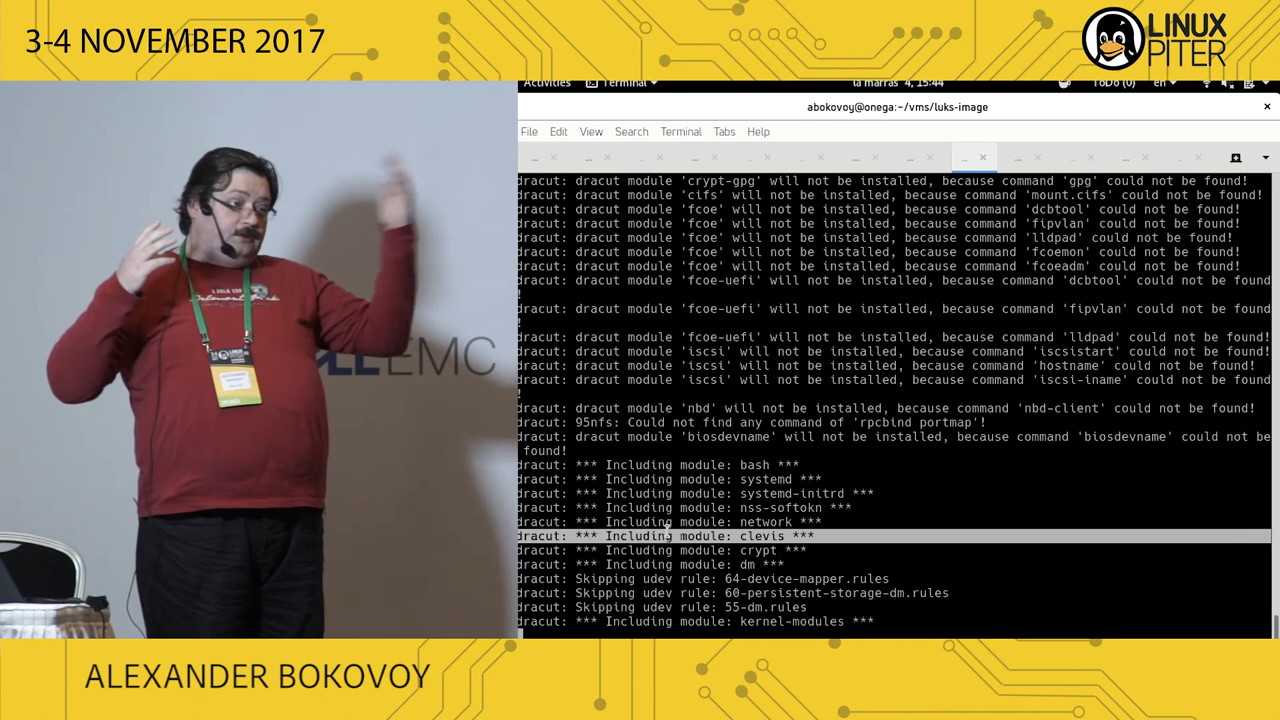 3-4 NOVEMBER 2017
LINUX
PITER
Activities Terminal la marras 4, 15:44 ToDo (0) en
abokovoy@onega:~/vms/luks-image
File Edit View Search Terminal Tabs Help
dracut: dracut module 'crypt-gpg' will not be installed, because command 'gpg' could not be found!
dracut: dracut module 'cifs' will not be installed, because command 'mount.cifs' could not be found!
dracut: dracut module 'fcoe' will not be installed, because command 'dcbtool' could not be found!
dracut: dracut module 'fcoe' will not be installed, because command 'fipvlan' could not be found!
dracut: dracut module 'fcoe' will not be installed, because command 'lldpad' could not be found!
dracut: dracut module 'fcoe' will not be installed, because command 'fcoemon' could not be found!
dracut: dracut module 'fcoe' will not be installed, because command 'fcoeadm' could not be found!
dracut: dracut module 'fcoe-uefi' will not be installed, because command 'dcbtool' could not be found
!
dracut: dracut module 'fcoe-uefi' will not be installed, because command 'fipvlan' could not be found
!
dracut: dracut module 'fcoe-uefi' will not be installed, because command 'lldpad' could not be found!
dracut: dracut module 'iscsi' will not be installed, because command 'iscsistart' could not be found!
dracut: dracut module 'iscsi' will not be installed, because command 'hostname' could not be found!
dracut: dracut module 'iscsi' will not be installed, because command 'iscsi-iname' could not be found
!
dracut: dracut module 'nbd' will not be installed, because command 'nbd-client' could not be found!
dracut: 95nfs: Could not find any command of 'rpcbind portmap'!
dracut: dracut module 'biosdevname' will not be installed, because command 'biosdevname' could not be
found!
dracut: *** Including module: bash ***
dracut: *** Including module: systemd ***
dracut: *** Including module: systemd-initrd ***
dracut: *** Including module: nss-softokn ***
dracut: *** Including module: network ***
dracut: *** Including module: clevis ***
dracut: *** Including module: crypt ***
dracut: *** Including module: dm ***
dracut: Skipping udev rule: 64-device-mapper.rules
dracut: Skipping udev rule: 60-persistent-storage-dm.rules
dracut: Skipping udev rule: 55-dm.rules
dracut: *** Including module: kernel-modules ***
EMC
ALEXANDER BOKOVOY